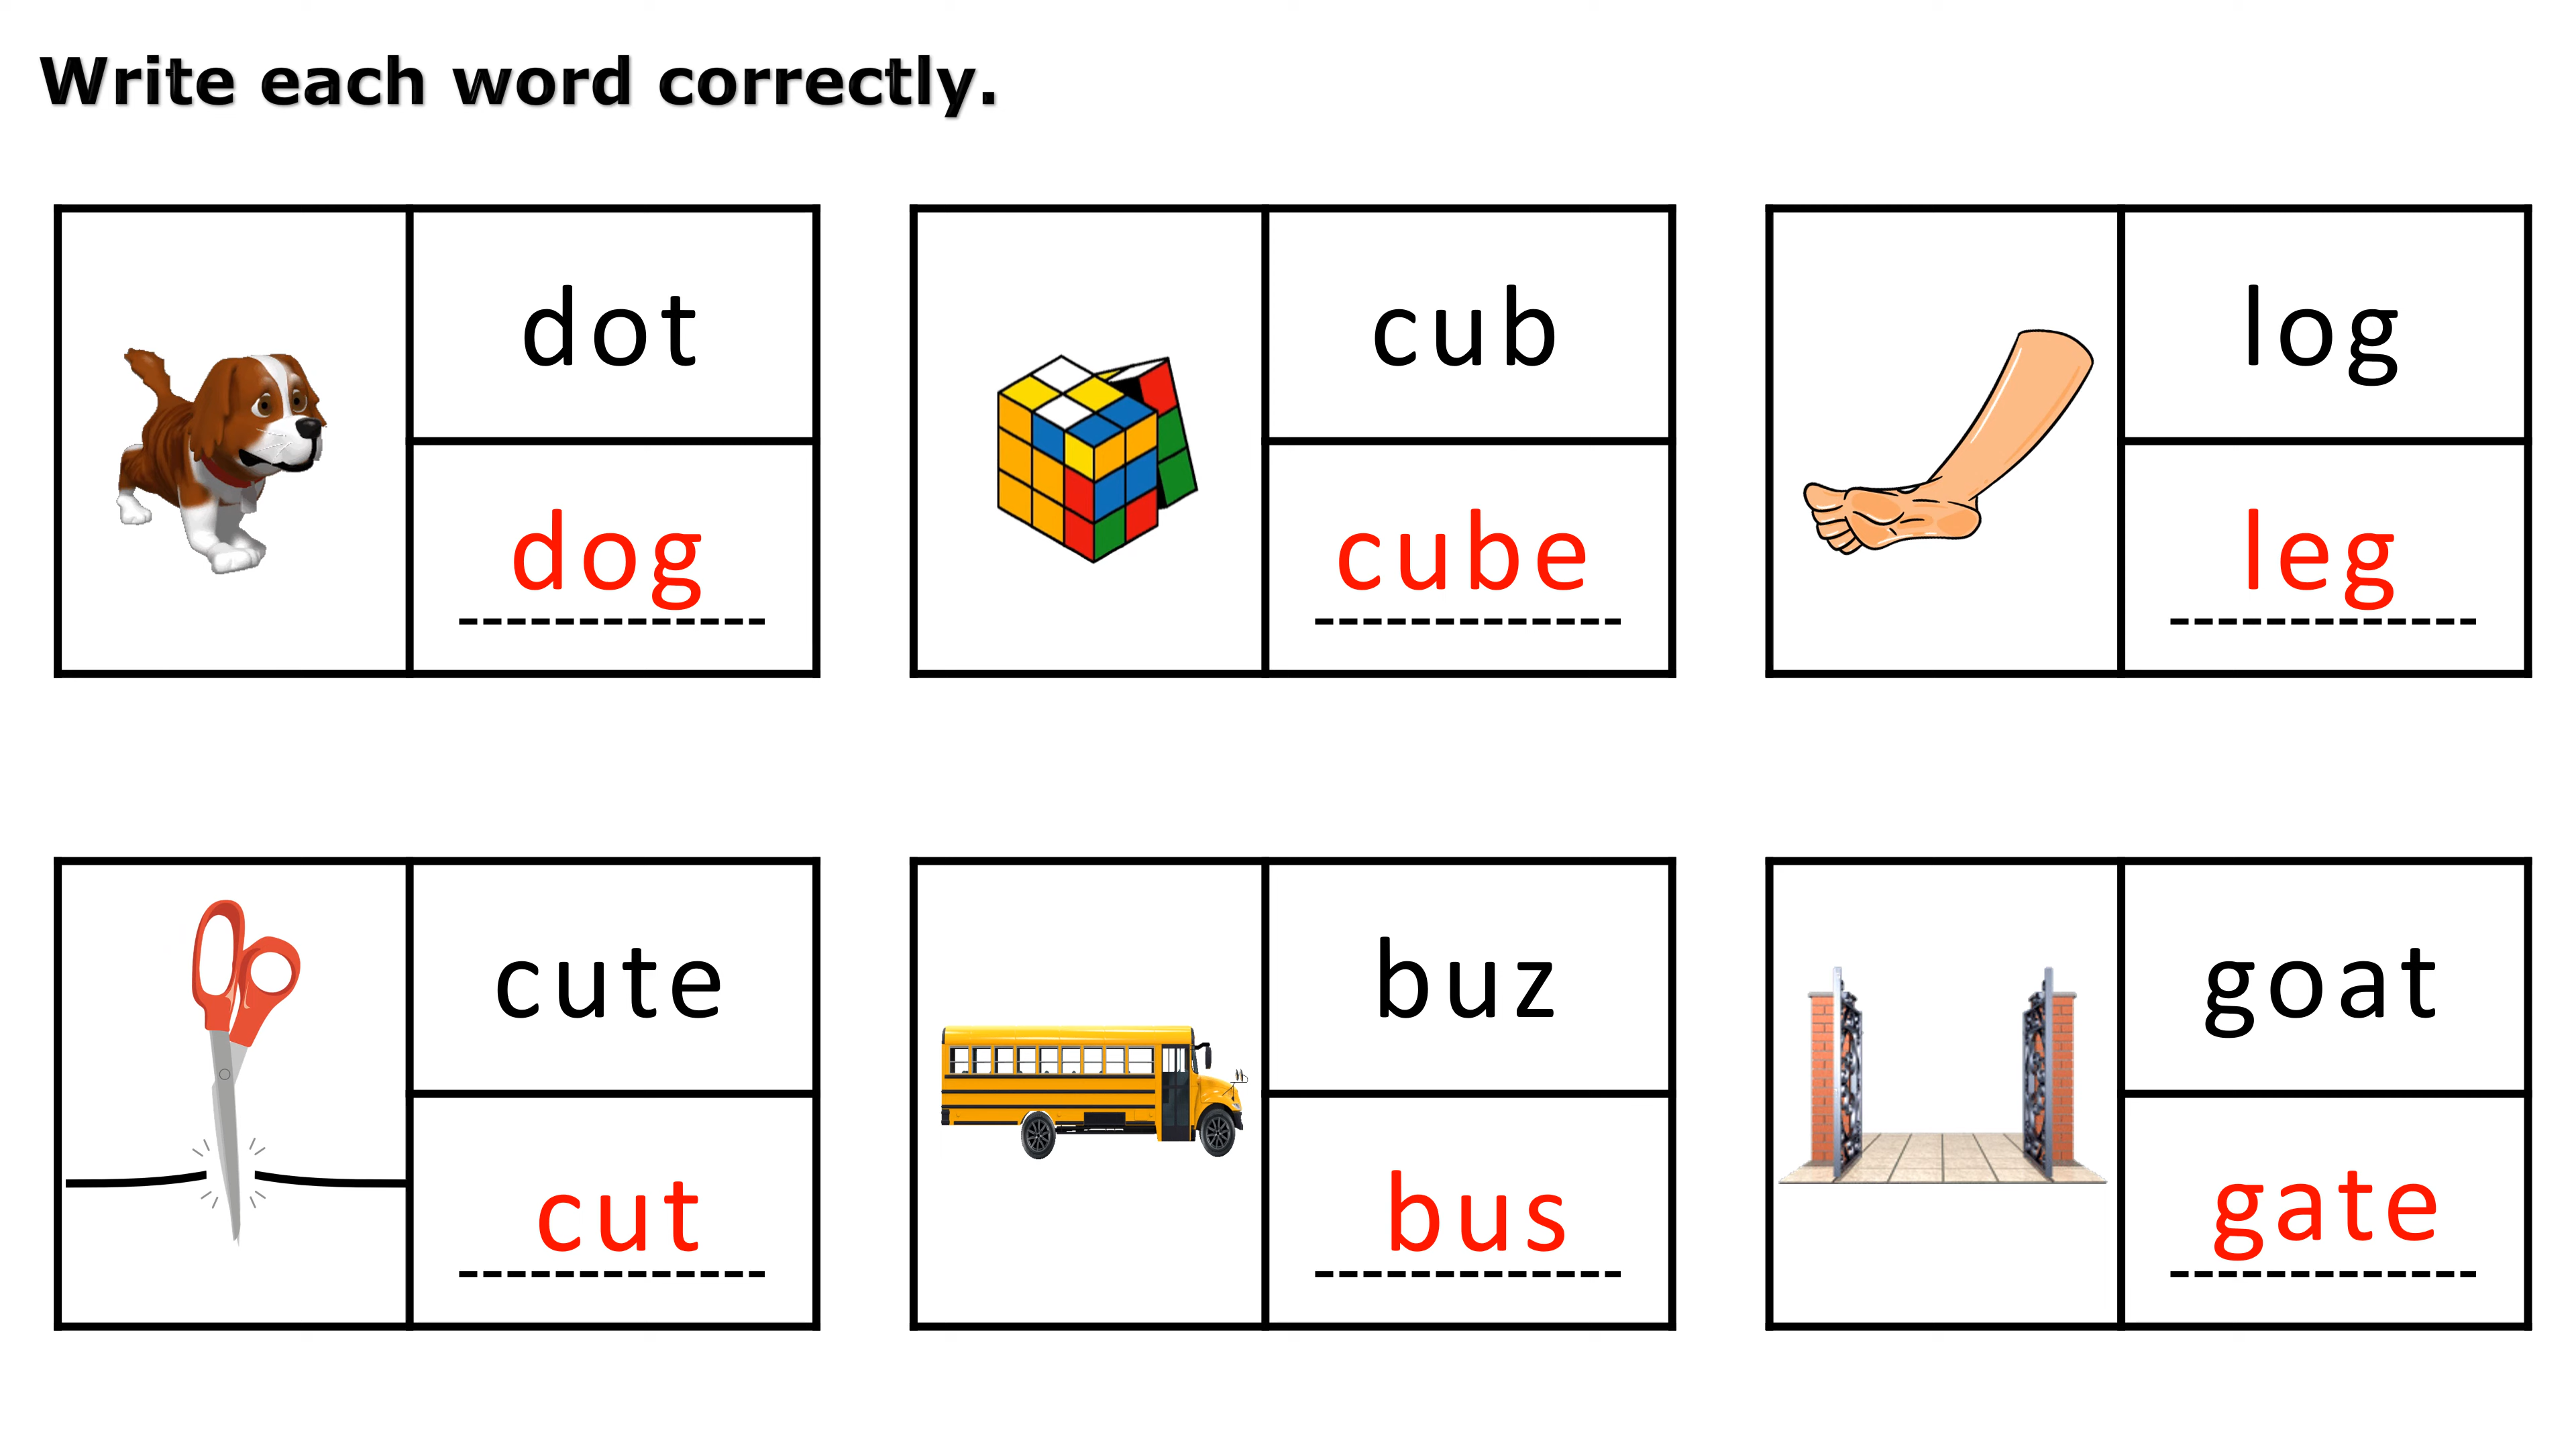 Write each word correctly.
dot
dog
cub
cube
log
leg
cute
cut
buz
bus
goat
gate